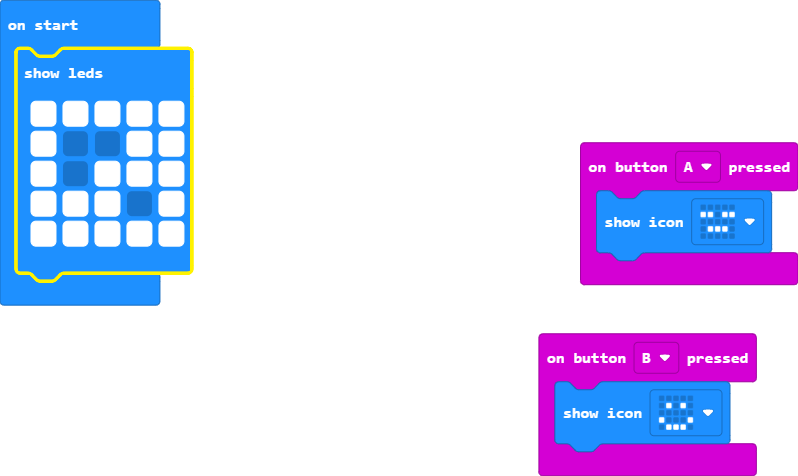 on start
show leds
on button A pressed
show icon
on button B pressed
show icon